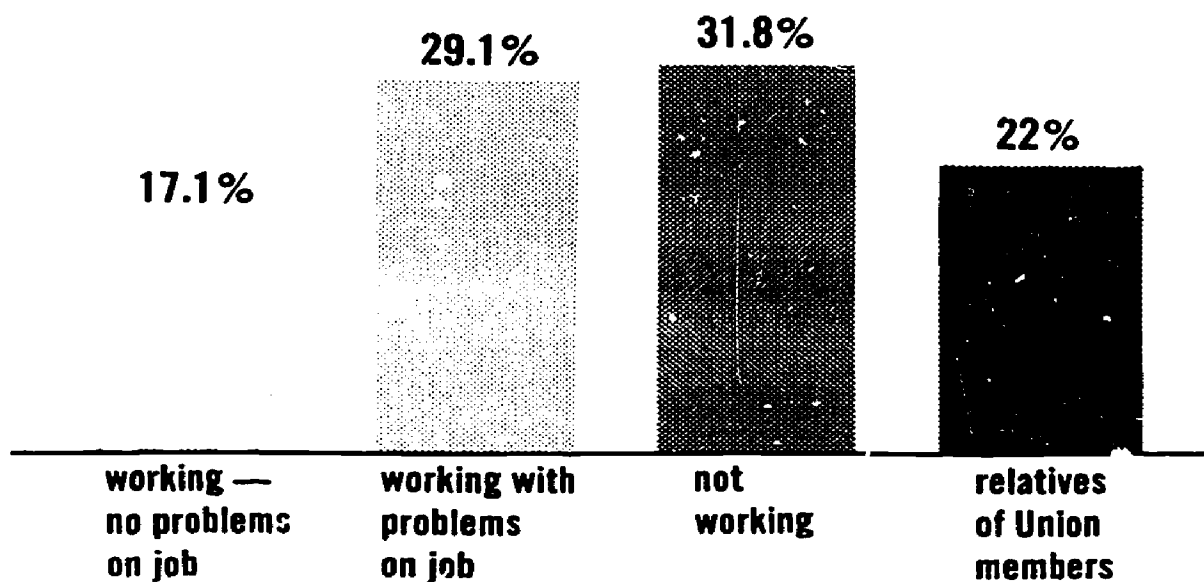 29.1%
31.8%
22%
17.1%
working —
no problems
on job
working with
problems
on job
not
working
relatives
of Union
members